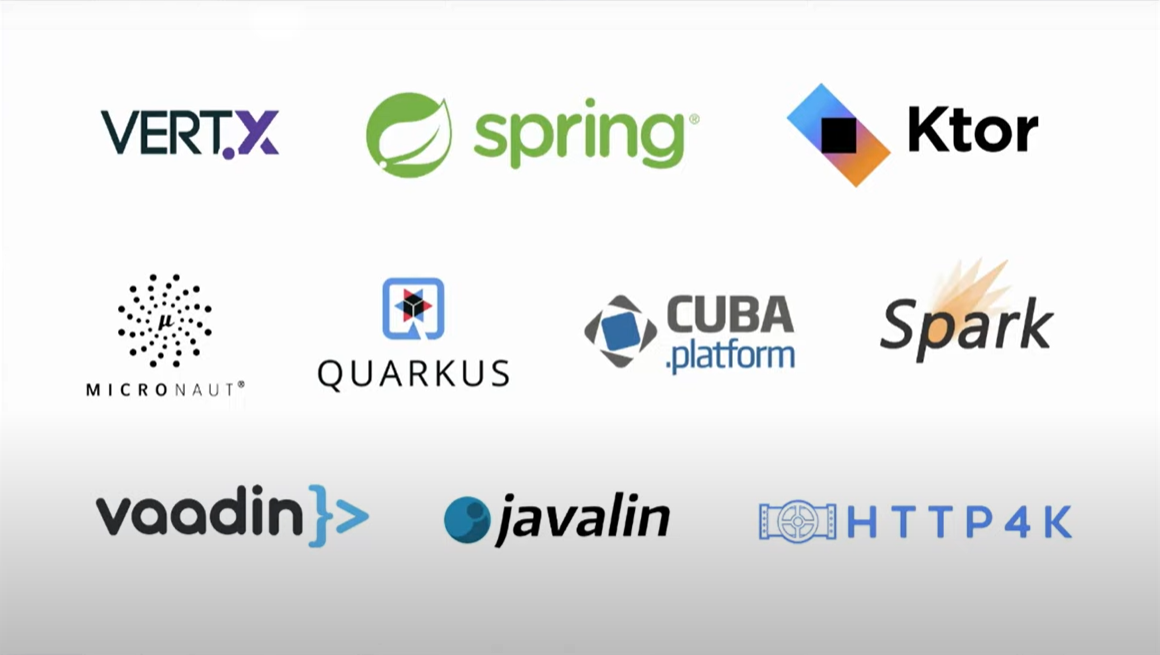 VERT.X
spring®
Ktor
μ
MICRONAUT®
QUARKUS
CUBA
.platform
Spark
vaadin}>
javalin
HTTP4K